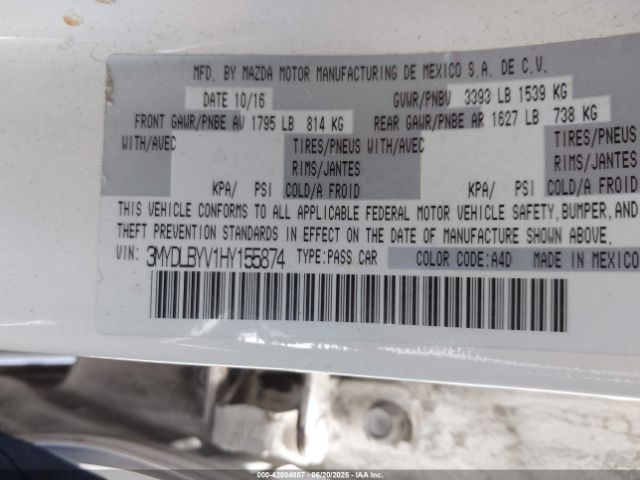 MFD. BY MAZDA MOTOR MANUFACTURING DE MEXICO S.A. DE C.V.
DATE 10/16 GVWR/PNBV 3393 LB 1539 KG
FRONT GAWR/PNBE AV 1795 LB 814 KG REAR GAWR/PNBE AR 1627 LB 738 KG
WITH/AVEC TIRES/PNEUS WITH/AVEC TIRES/PNEUS
RIMS/JANTES RIMS/JANTES
KPA/ PSI COLD/A FROID KPA/ PSI COLD/A FROID
THIS VEHICLE CONFORMS TO ALL APPLICABLE FEDERAL MOTOR VEHICLE SAFETY, BUMPER, AND
THEFT PREVENTION STANDARDS IN EFFECT ON THE DATE OF MANUFACTURE SHOWN ABOVE.
VIN: 3MYDLBYV1HY155874 TYPE:PASS CAR COLOR CODE:A4D MADE IN MEXICO
000-42504657 - 06/20/2025 - IAAI.COM